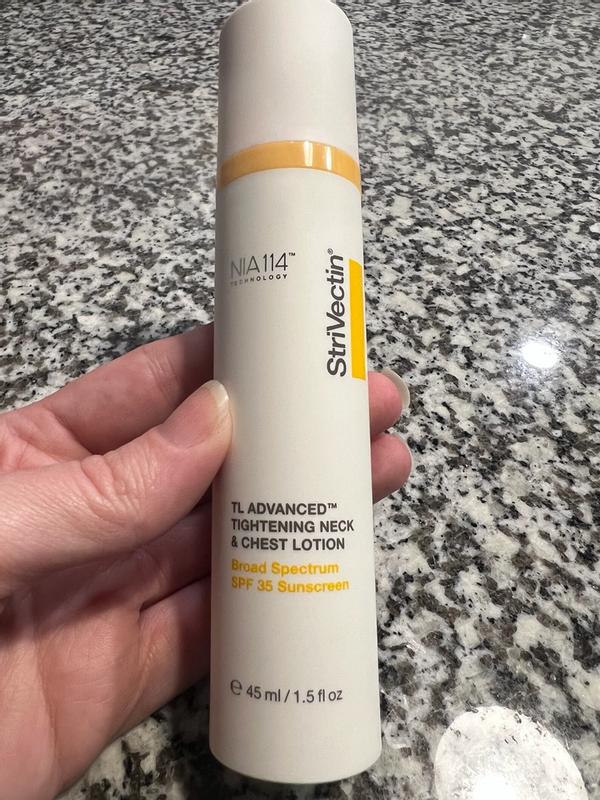 NIA114™
TECHNOLOGY
StriVectin®
TL ADVANCED™
TIGHTENING NECK
& CHEST LOTION
Broad Spectrum
SPF 35 Sunscreen
℮ 45 ml / 1.5 fl oz